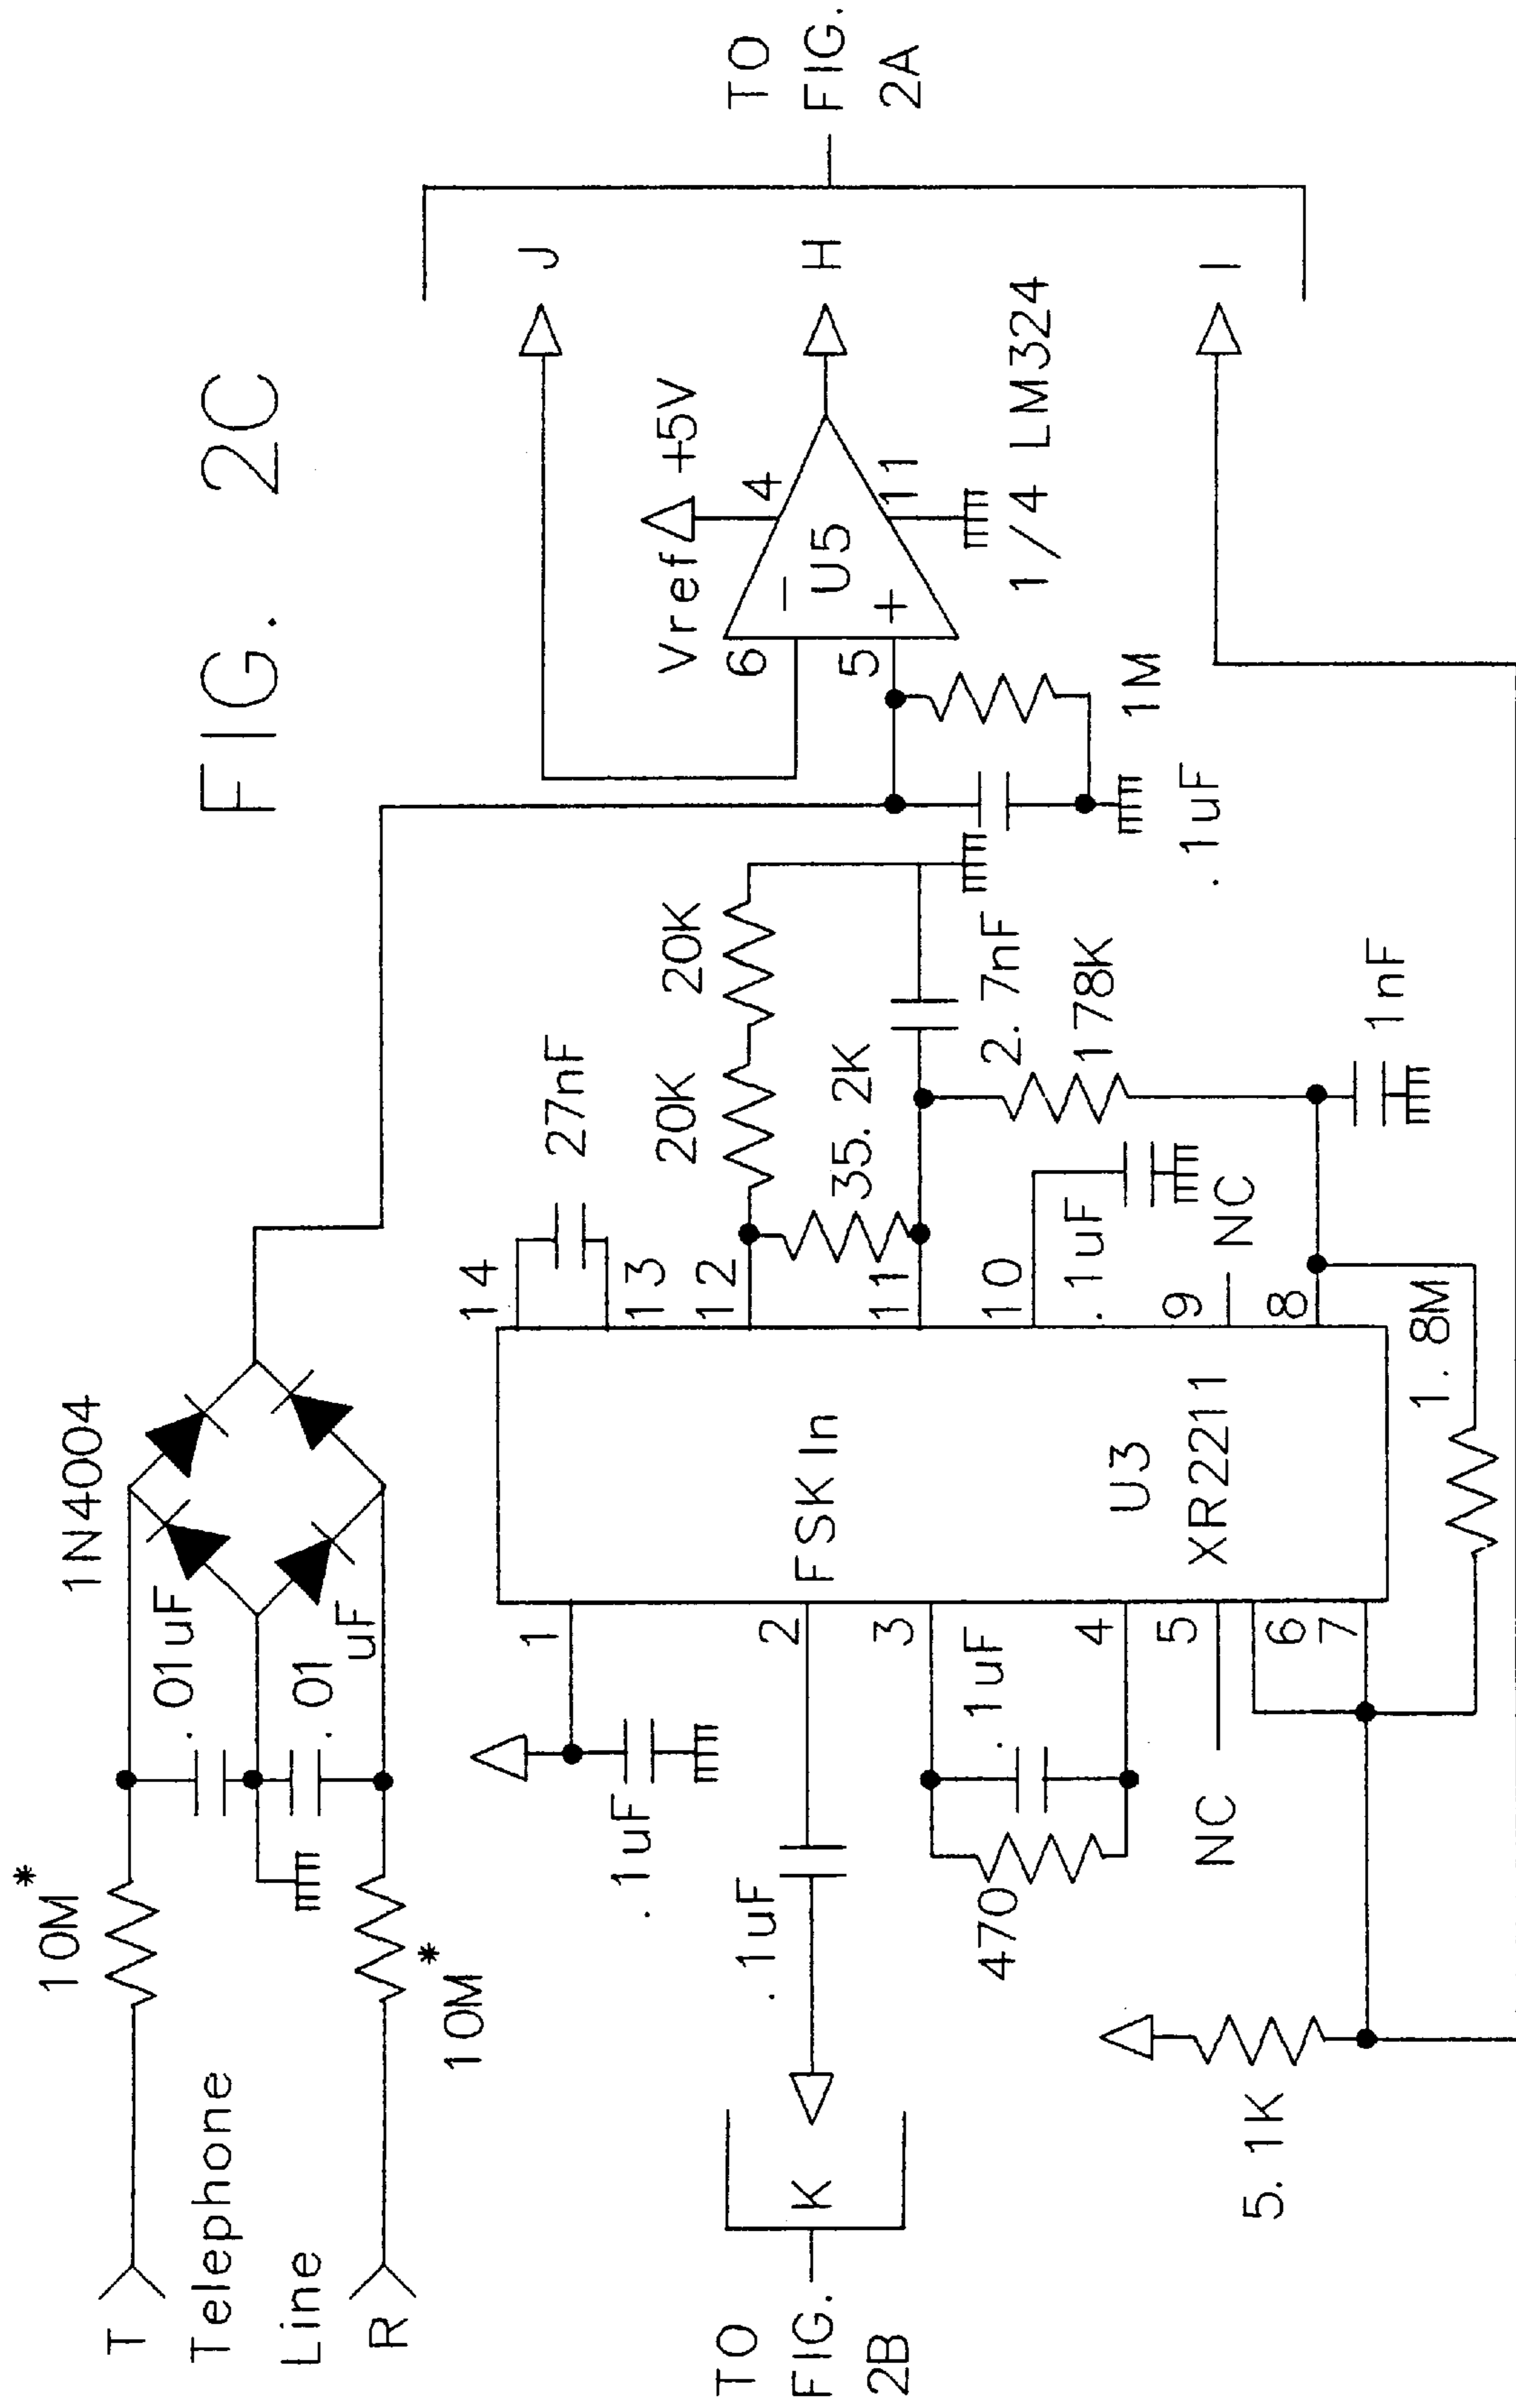 FIG. 2C
T
Telephone
Line
R
10M*
10M*
.01uF
.01
uF
1N4004
TO
FIG.
2B
K
.1uF
.1uF
1
2
3
4
5
6
7
.1uF
470
NC
5.1K
FSKIn
U3
XR2211
14
13
12
11
10
9
8
27nF
20K
20K
35.2K
2.7nF
178K
.1uF
NC
1nF
1.8M
.1uF
1M
6
5
4
11
Vref
+5V
−
U5
+
1/4 LM324
J
H
I
TO
FIG.
2A